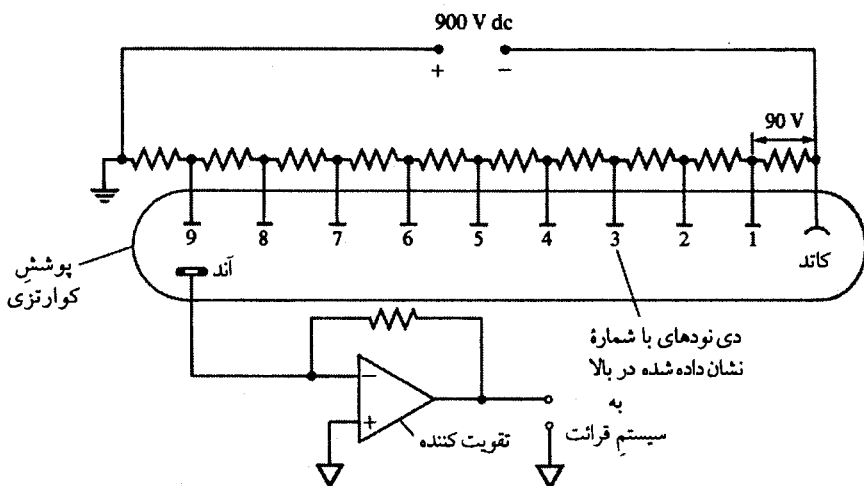 900 V dc
+ −
90 V
9 8 7 6 5 4 3 2 1
آند
کاتد
پوششِ
کوارتزی
دی نودهای با شمارهٔ
نشان داده شده در بالا
−
+
تقویت کننده
به
سیستمِ قرائت